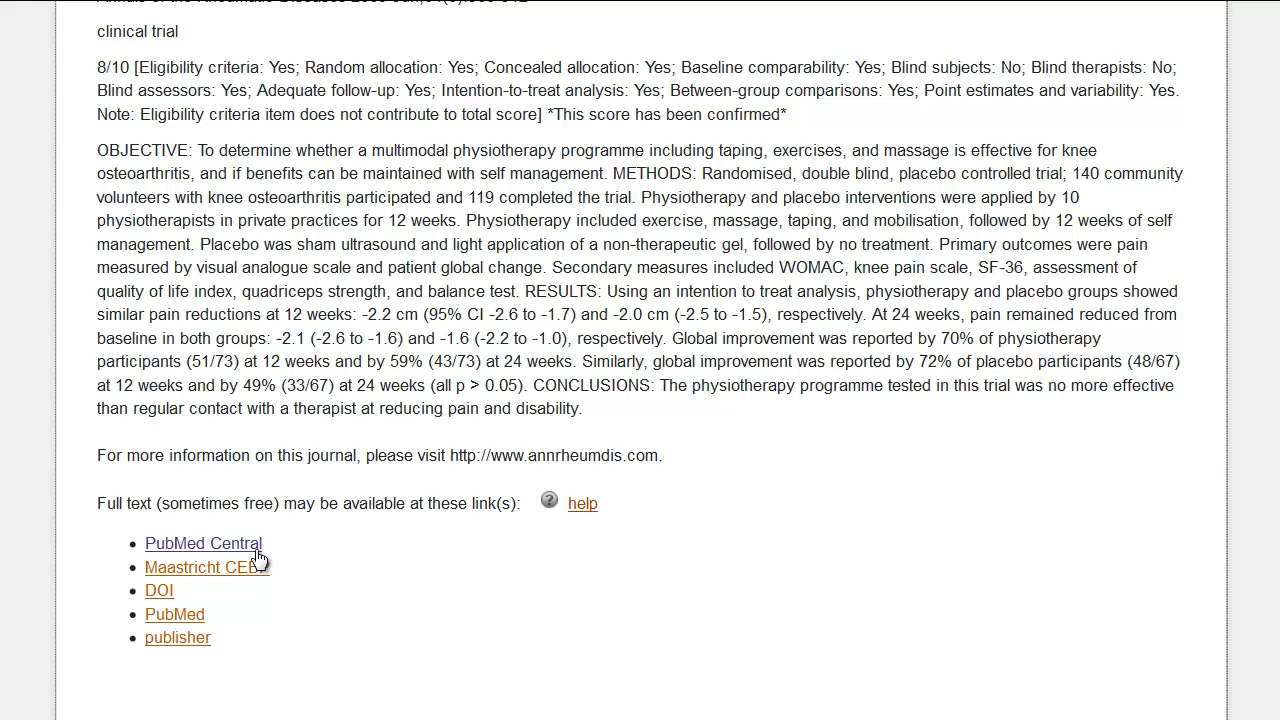 clinical trial
8/10 [Eligibility criteria: Yes; Random allocation: Yes; Concealed allocation: Yes; Baseline comparability: Yes; Blind subjects: No; Blind therapists: No;
Blind assessors: Yes; Adequate follow-up: Yes; Intention-to-treat analysis: Yes; Between-group comparisons: Yes; Point estimates and variability: Yes.
Note: Eligibility criteria item does not contribute to total score] *This score has been confirmed*
OBJECTIVE: To determine whether a multimodal physiotherapy programme including taping, exercises, and massage is effective for knee
osteoarthritis, and if benefits can be maintained with self management. METHODS: Randomised, double blind, placebo controlled trial; 140 community
volunteers with knee osteoarthritis participated and 119 completed the trial. Physiotherapy and placebo interventions were applied by 10
physiotherapists in private practices for 12 weeks. Physiotherapy included exercise, massage, taping, and mobilisation, followed by 12 weeks of self
management. Placebo was sham ultrasound and light application of a non-therapeutic gel, followed by no treatment. Primary outcomes were pain
measured by visual analogue scale and patient global change. Secondary measures included WOMAC, knee pain scale, SF-36, assessment of
quality of life index, quadriceps strength, and balance test. RESULTS: Using an intention to treat analysis, physiotherapy and placebo groups showed
similar pain reductions at 12 weeks: -2.2 cm (95% CI -2.6 to -1.7) and -2.0 cm (-2.5 to -1.5), respectively. At 24 weeks, pain remained reduced from
baseline in both groups: -2.1 (-2.6 to -1.6) and -1.6 (-2.2 to -1.0), respectively. Global improvement was reported by 70% of physiotherapy
participants (51/73) at 12 weeks and by 59% (43/73) at 24 weeks. Similarly, global improvement was reported by 72% of placebo participants (48/67)
at 12 weeks and by 49% (33/67) at 24 weeks (all p > 0.05). CONCLUSIONS: The physiotherapy programme tested in this trial was no more effective
than regular contact with a therapist at reducing pain and disability.
For more information on this journal, please visit http://www.annrheumdis.com.
Full text (sometimes free) may be available at these link(s): ? help
• PubMed Central
• Maastricht
• DOI
• PubMed
• publisher